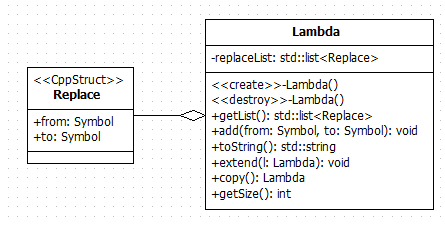 Lambda
-replaceList: std::list<Replace>
<<create>>-Lambda()
<<destroy>>-Lambda()
+getList(): std::list<Replace>
+add(from: Symbol, to: Symbol): void
+toString(): std::string
+extend(l: Lambda): void
+copy(): Lambda
+getSize(): int
<<CppStruct>>
Replace
+from: Symbol
+to: Symbol